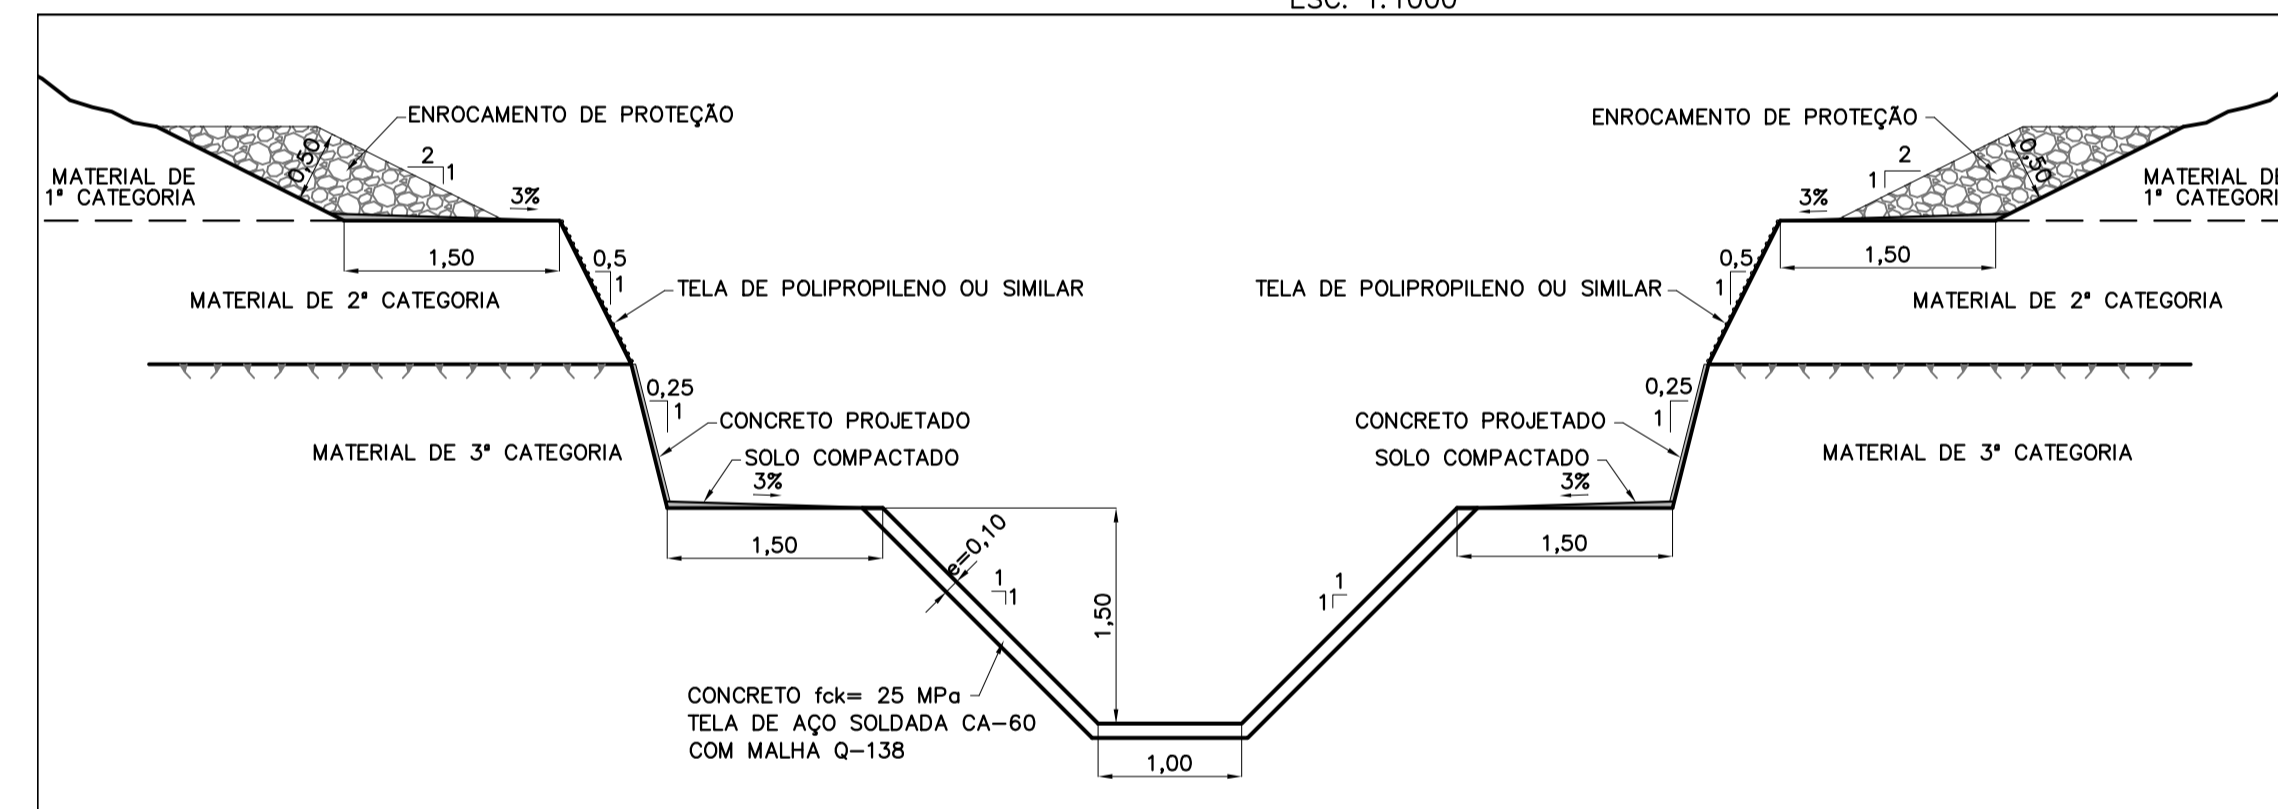 ESC. 1:1000
ENROCAMENTO DE PROTEÇÃO
ENROCAMENTO DE PROTEÇÃO
0,50
2
1
2
1
0,50
MATERIAL DE
1ª CATEGORIA
3%
3%
MATERIAL DE
1ª CATEGORI
1,50
0,5
1
0,5
1
1,50
TELA DE POLIPROPILENO OU SIMILAR
TELA DE POLIPROPILENO OU SIMILAR
MATERIAL DE 2ª CATEGORIA
MATERIAL DE 2ª CATEGORIA
0,25
1
0,25
1
CONCRETO PROJETADO
CONCRETO PROJETADO
MATERIAL DE 3ª CATEGORIA
SOLO COMPACTADO
SOLO COMPACTADO
MATERIAL DE 3ª CATEGORIA
3%
3%
1,50
e=0,10
1,50
1
1
1,50
1
1
CONCRETO fck= 25 MPa
TELA DE AÇO SOLDADA CA-60
COM MALHA Q-138
1,00